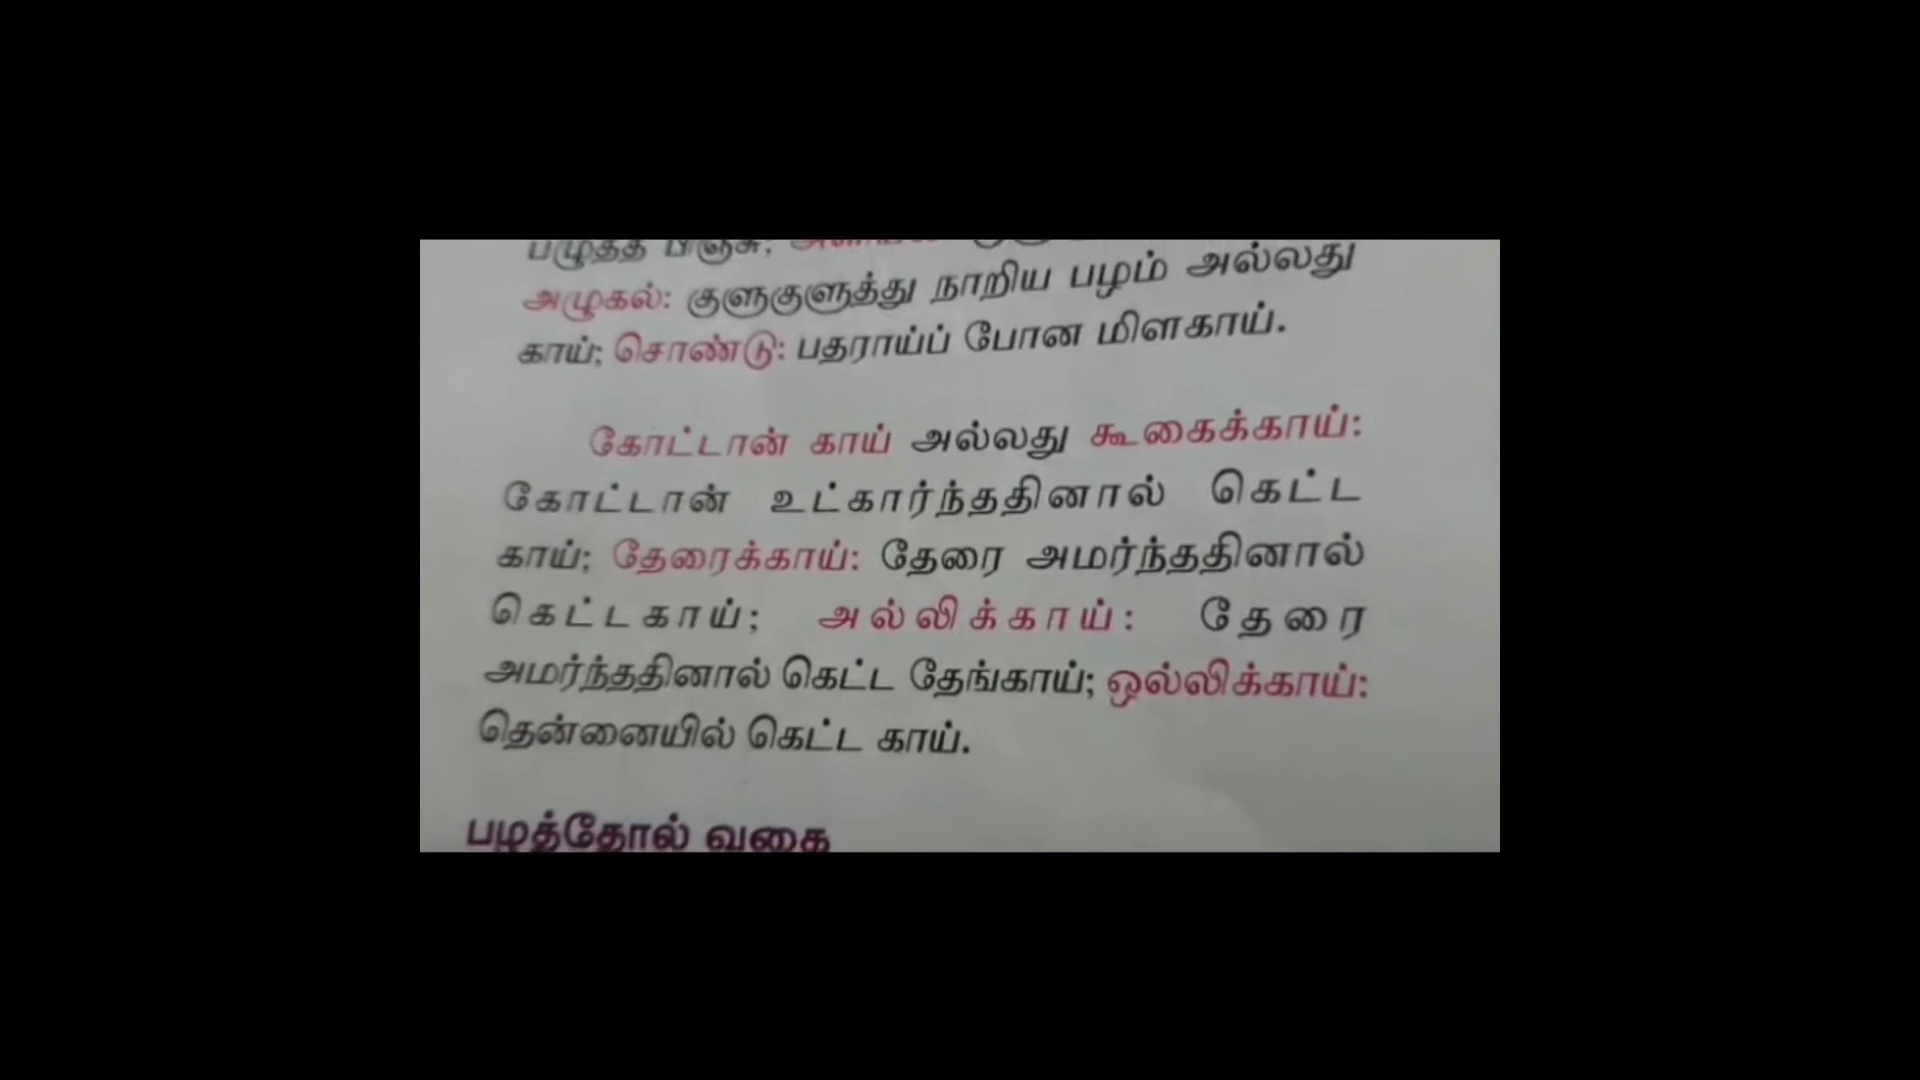 பழுத்த பிஞ்சு;
அழுகல்: குளுகுளுத்து நாறிய பழம் அல்லது
காய்; சொண்டு: பதராய்ப் போன மிளகாய்.
கோட்டான் காய் அல்லது கூகைக்காய்:
கோட்டான் உட்கார்ந்ததினால் கெட்ட
காய்; தேரைக்காய்: தேரை அமர்ந்ததினால்
கெட்டகாய்; அல்லிக்காய்: தேரை
அமர்ந்ததினால் கெட்ட தேங்காய்; ஒல்லிக்காய்:
தென்னையில் கெட்ட காய்.
பழத்தோல் வகை